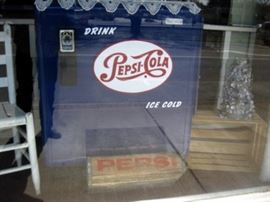 DRINK
PEPSI-COLA
ICE COLD
PEPSI